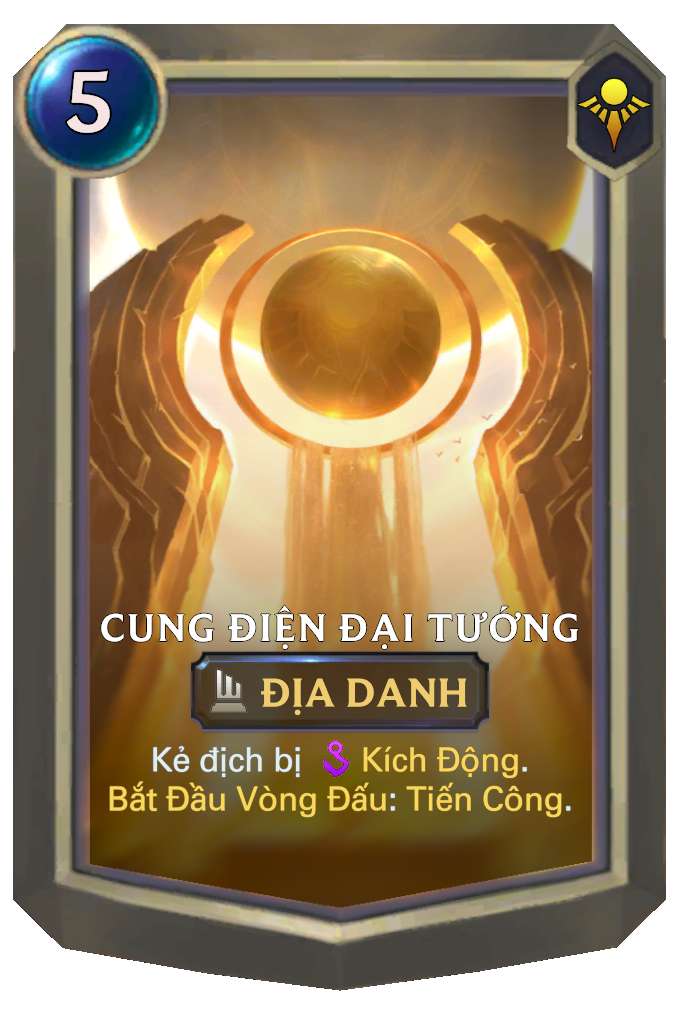 5
CUNG ĐIỆN ĐẠI TƯỚNG
ĐỊA DANH
Kẻ địch bị Kích Động.
Bắt Đầu Vòng Đấu: Tiến Công.